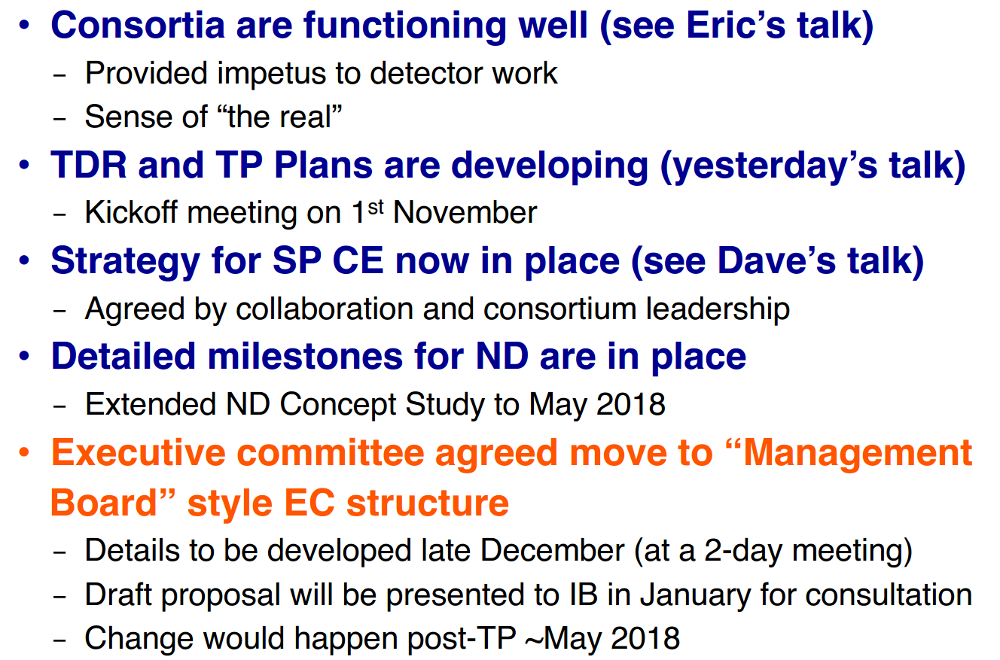 • Consortia are functioning well (see Eric’s talk)
– Provided impetus to detector work
– Sense of “the real”
• TDR and TP Plans are developing (yesterday’s talk)
– Kickoff meeting on 1st November
• Strategy for SP CE now in place (see Dave’s talk)
– Agreed by collaboration and consortium leadership
• Detailed milestones for ND are in place
– Extended ND Concept Study to May 2018
• Executive committee agreed move to “Management
Board” style EC structure
– Details to be developed late December (at a 2-day meeting)
– Draft proposal will be presented to IB in January for consultation
– Change would happen post-TP ~May 2018